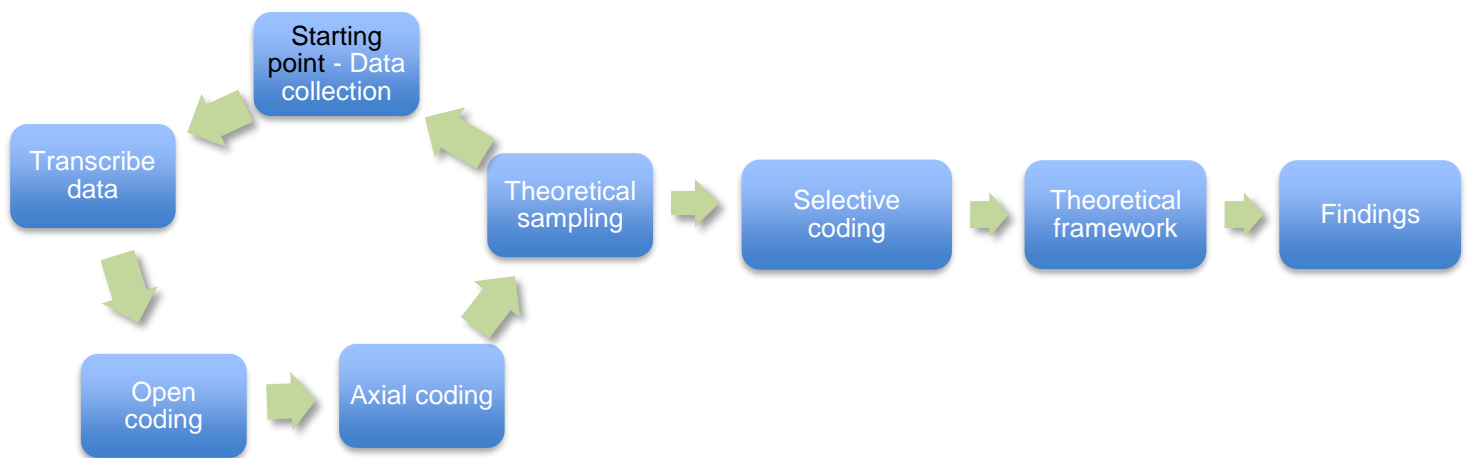 Starting
point - Data
collection
Transcribe
data
Open
coding
Axial coding
Theoretical
sampling
Selective
coding
Theoretical
framework
Findings